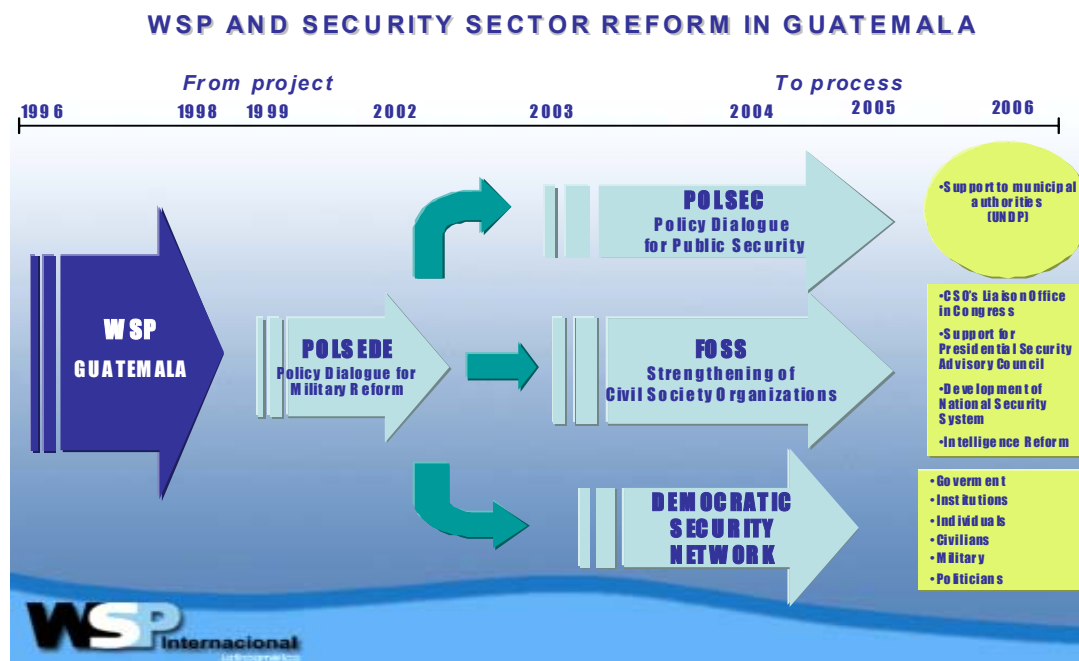 WSP AND SECURITY SECTOR REFORM IN GUATEMALA
From project
To process
1996
1998
1999
2002
2003
2004
2005
2006
WSP
GUATEMALA
POLSEDE
Policy Dialogue for
Military Reform
POLSEC
Policy Dialogue
for Public Security
FOSS
Strengthening of
Civil Society Organizations
DEMOCRATIC
SECURITY
NETWORK
•Support to municipal
authorities
(UNDP)
•CSO's Liaison Office
in Congress
•Support for
Presidential Security
Advisory Council
•Development of
National Security
System
•Intelligence Reform
•Goverment
•Institutions
•Individuals
•Civilians
•Military
•Politicians
WSP
Internacional